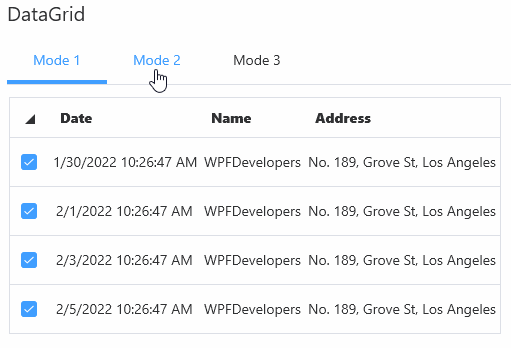 DataGrid
Mode 1 Mode 2 Mode 3
Date Name Address
1/30/2022 10:26:47 AM WPFDevelopers No. 189, Grove St, Los Angeles
2/1/2022 10:26:47 AM WPFDevelopers No. 189, Grove St, Los Angeles
2/3/2022 10:26:47 AM WPFDevelopers No. 189, Grove St, Los Angeles
2/5/2022 10:26:47 AM WPFDevelopers No. 189, Grove St, Los Angeles